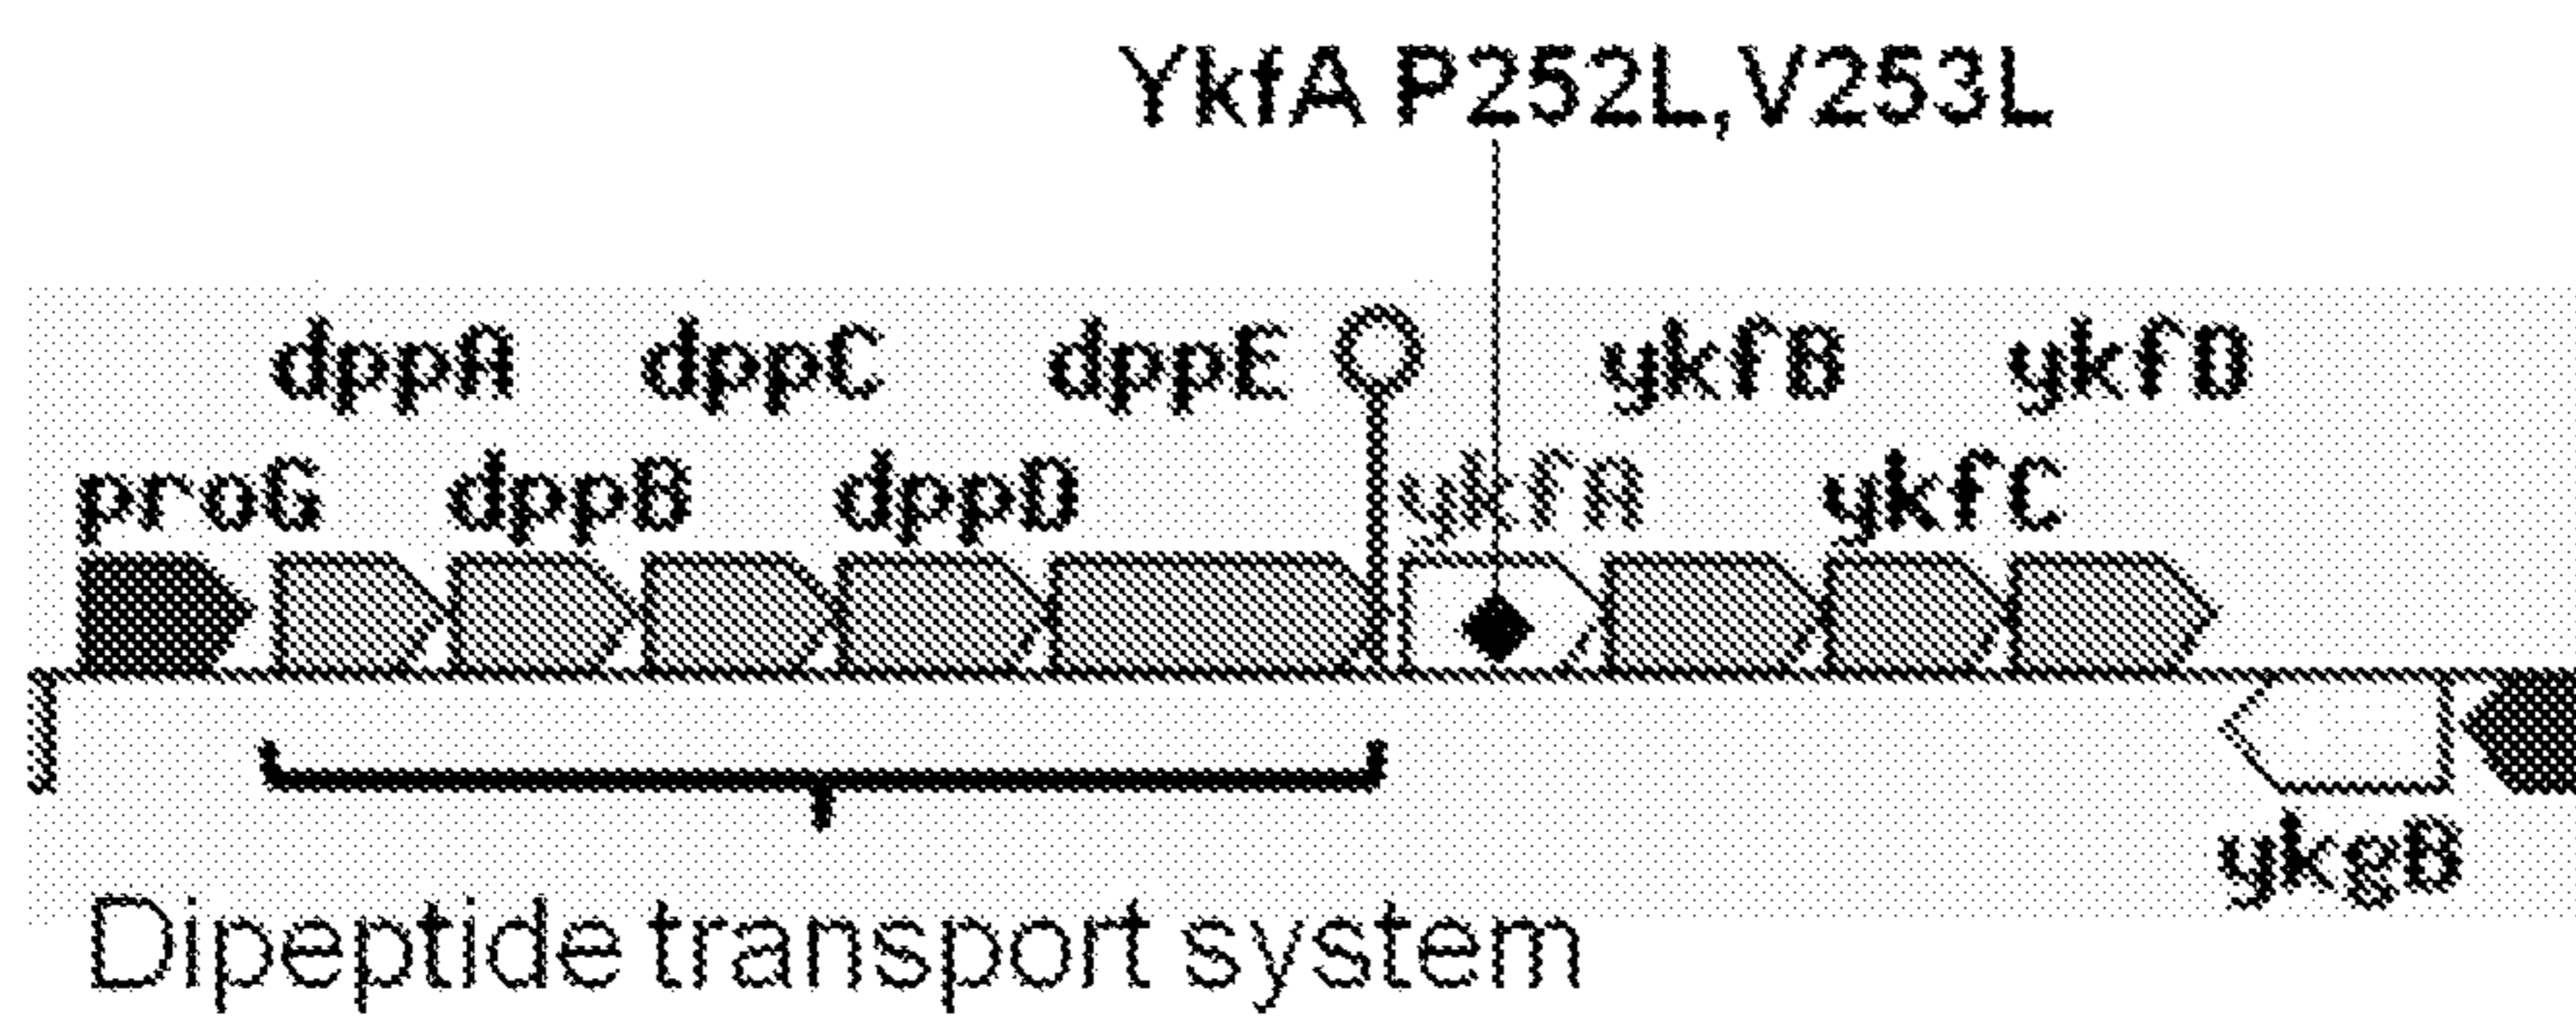 YkfA P252L,V253L
dppA dppC dppE ykfB ykfD
proG dppB dppD ykfA ykfC
ykgB
Dipeptide transport system